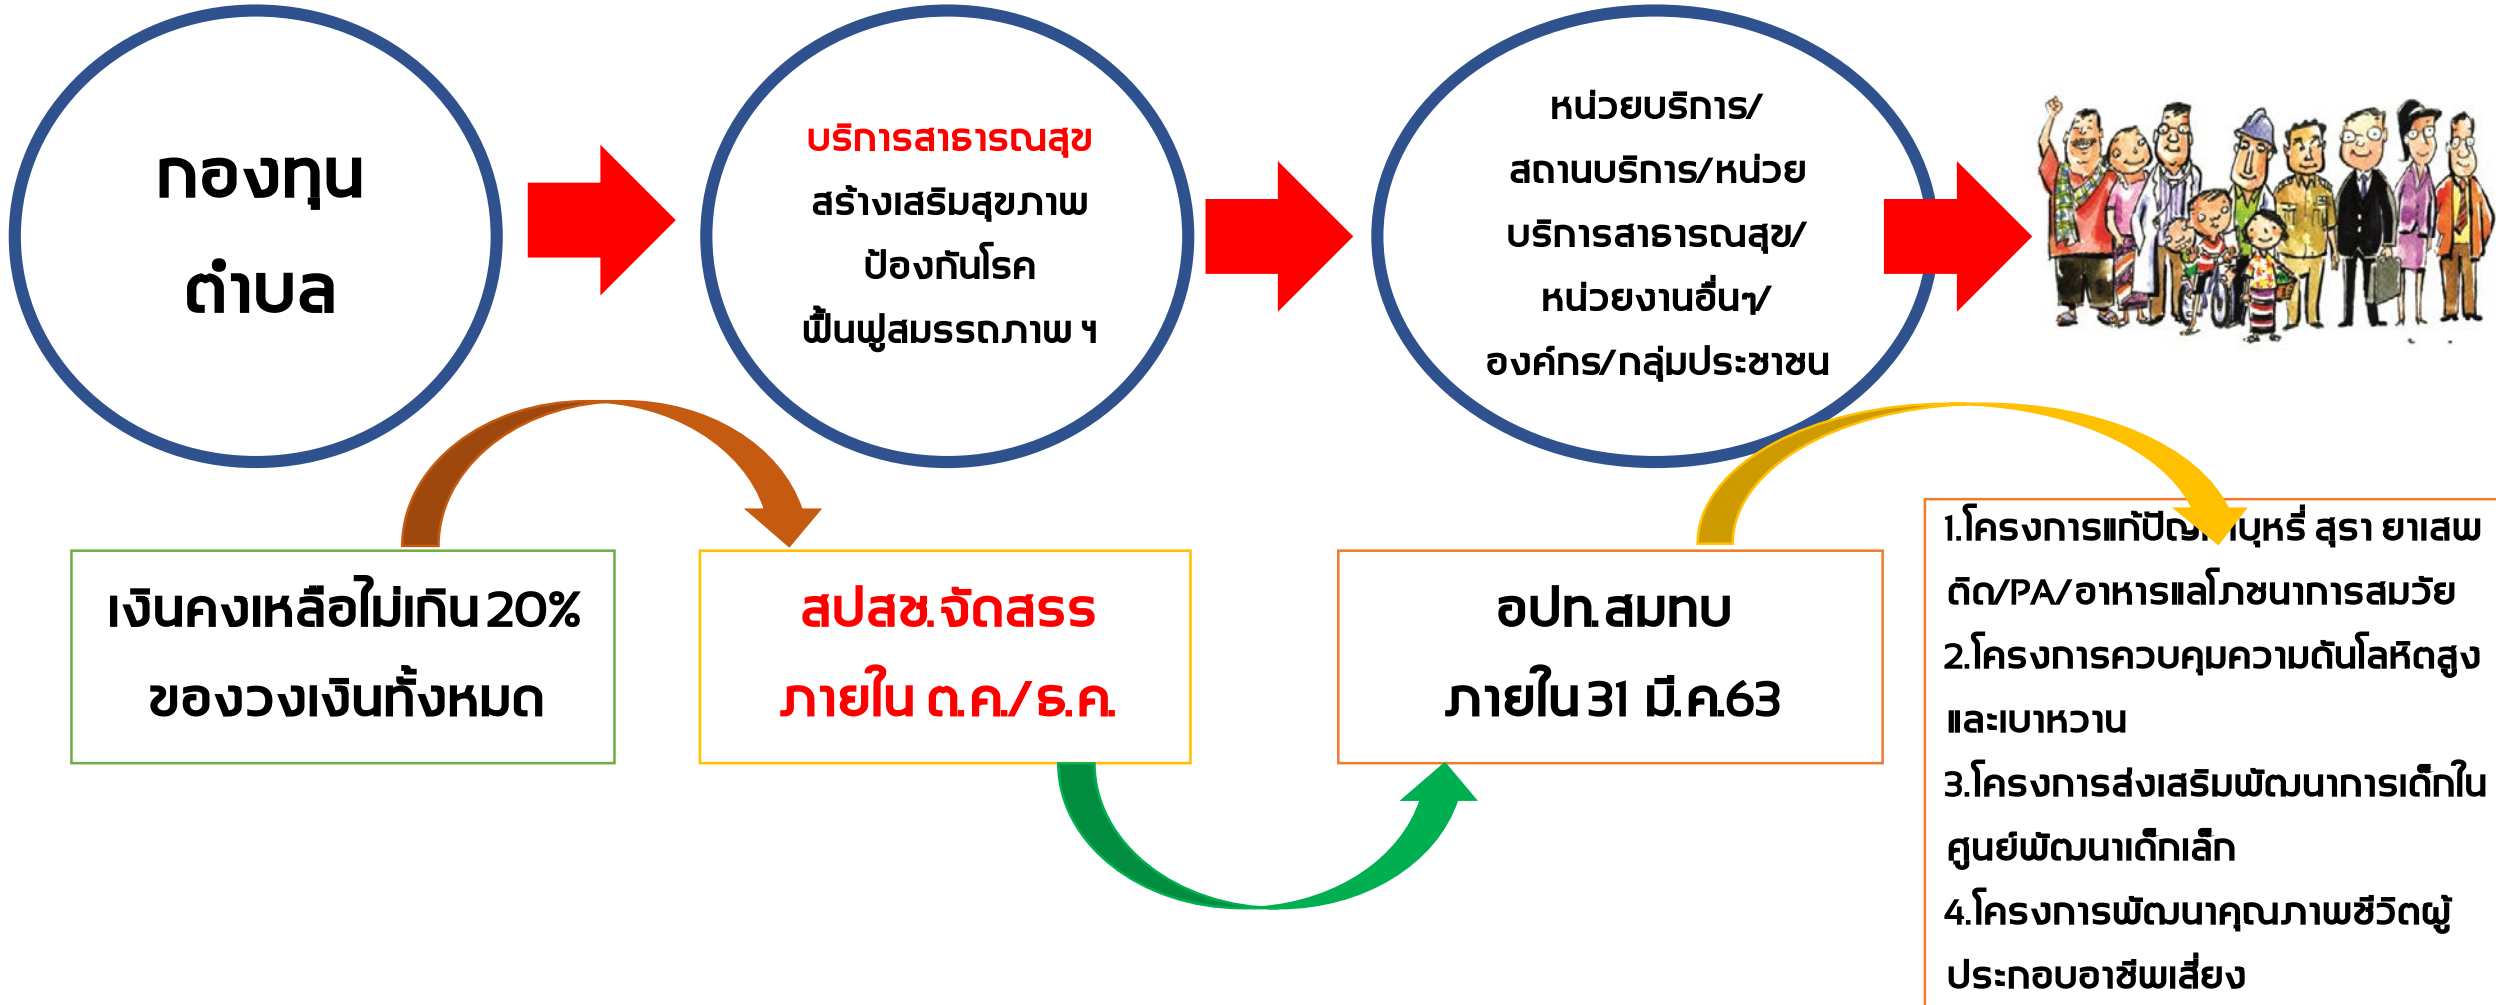 กองทุน
ตำบล
บริการสาธารณสุข
สร้างเสริมสุขภาพ
ป้องกันโรค
ฟื้นฟูสมรรถภาพ ฯ
หน่วยบริการ/
สถานบริการ/หน่วย
บริการสาธารณสุข/
หน่วยงานอื่นๆ/
องค์กร/กลุ่มประชาชน
เงินคงเหลือไม่เกิน 20%
ของวงเงินทั้งหมด
สปสช.จัดสรร
ภายใน ต.ค/ธ.ค.
อปท.สมทบ
ภายใน 31 มี.ค.63
1.โครงการแก้ปัญหาบุหรี่ สุรา ยาเสพ
ติด/PA/อาหารแลโภชนาการสมวัย
2.โครงการควบคุมความดันโลหิตสูง
และเบาหวาน
3.โครงการส่งเสริมพัฒนาการเด็กใน
ศูนย์พัฒนาเด็กเล็ก
4.โครงการพัฒนาคุณภาพชีวิตผู้
ประกอบอาชีพเสี่ยง